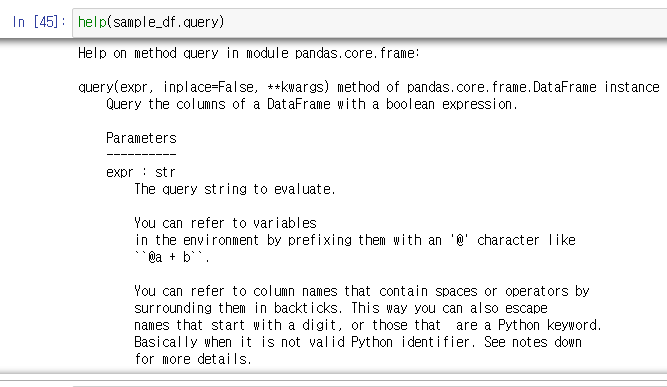 In [45]: help(sample_df.query)
Help on method query in module pandas.core.frame:
query(expr, inplace=False, **kwargs) method of pandas.core.frame.DataFrame instance
Query the columns of a DataFrame with a boolean expression.
Parameters
----------
expr : str
The query string to evaluate.
You can refer to variables
in the environment by prefixing them with an '@' character like
``@a + b``.
You can refer to column names that contain spaces or operators by
surrounding them in backticks. This way you can also escape
names that start with a digit, or those that  are a Python keyword.
Basically when it is not valid Python identifier. See notes down
for more details.